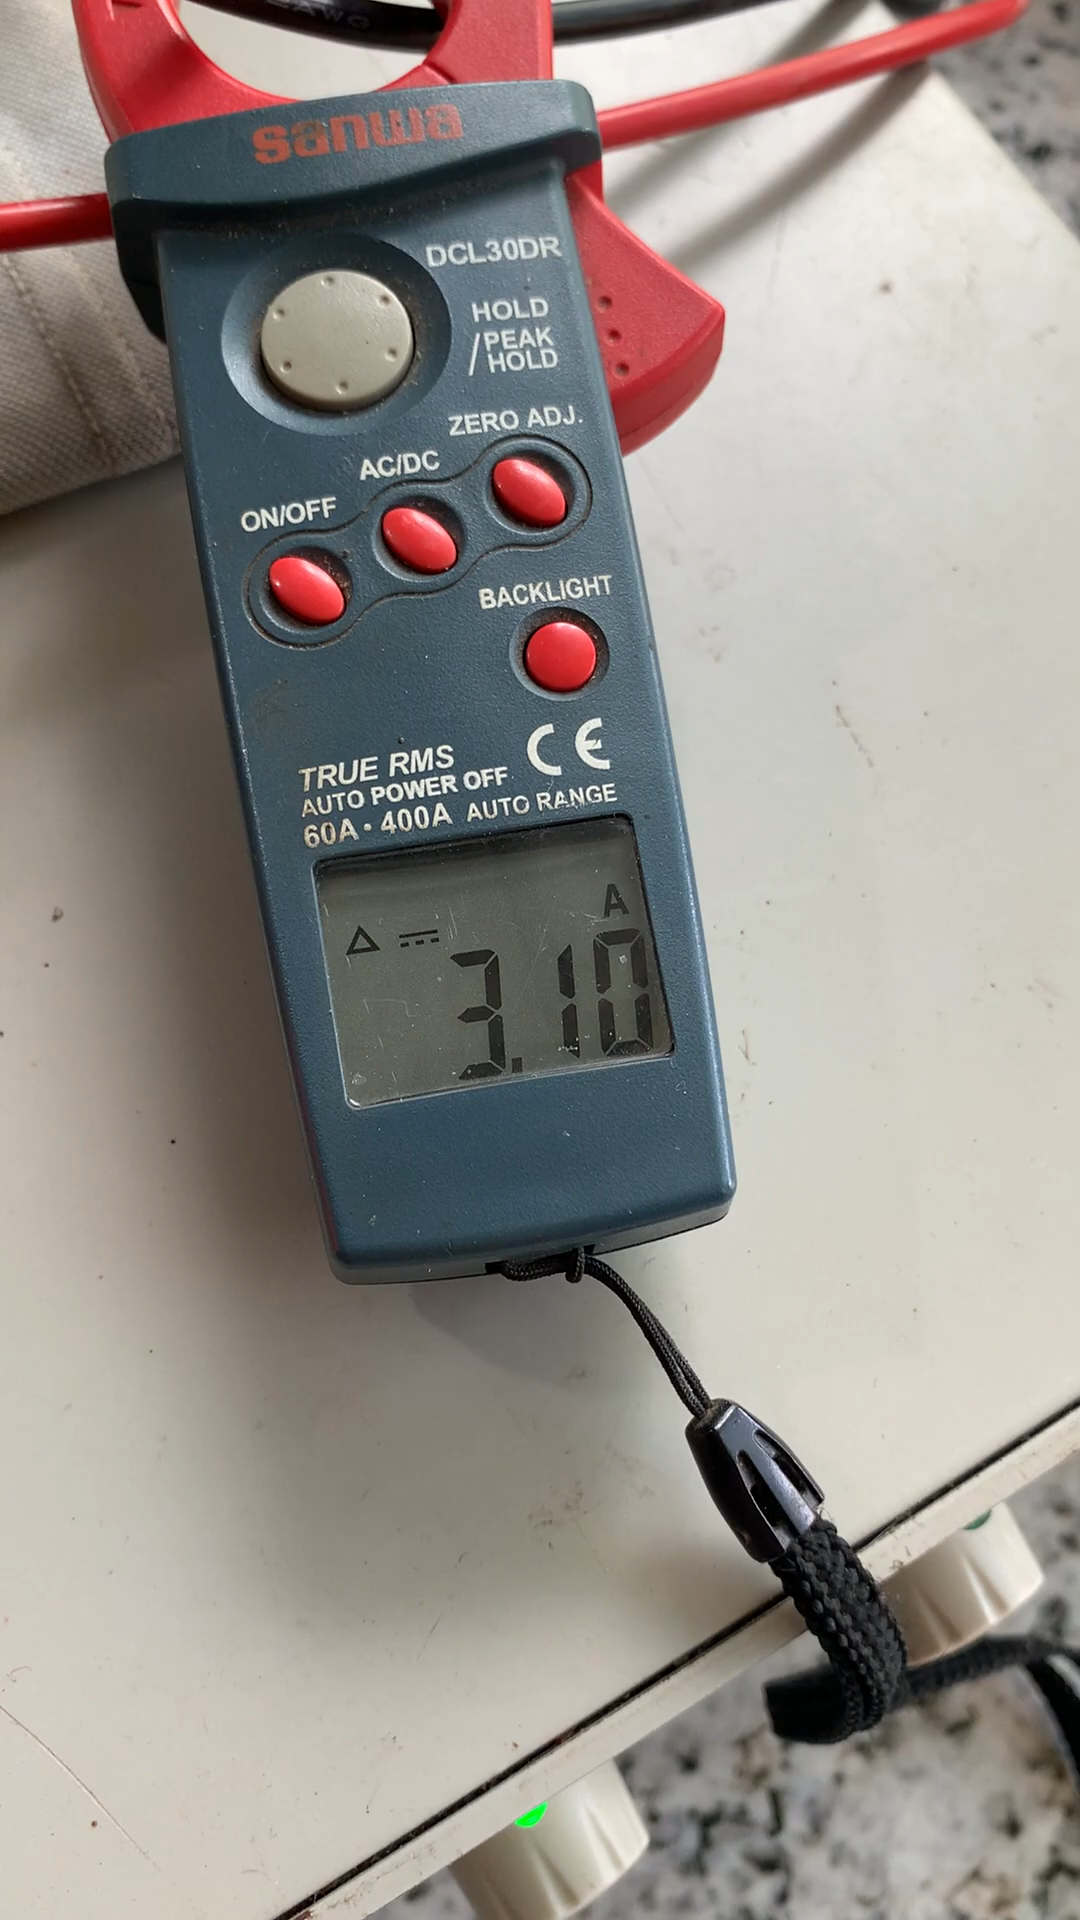 AWG
sanwa
DCL30DR
HOLD
/PEAK
HOLD
ZERO ADJ.
AC/DC
ON/OFF
BACKLIGHT
CE
TRUE RMS
AUTO POWER OFF
60A・400A AUTO RANGE
A
△ ⎓ 3.10